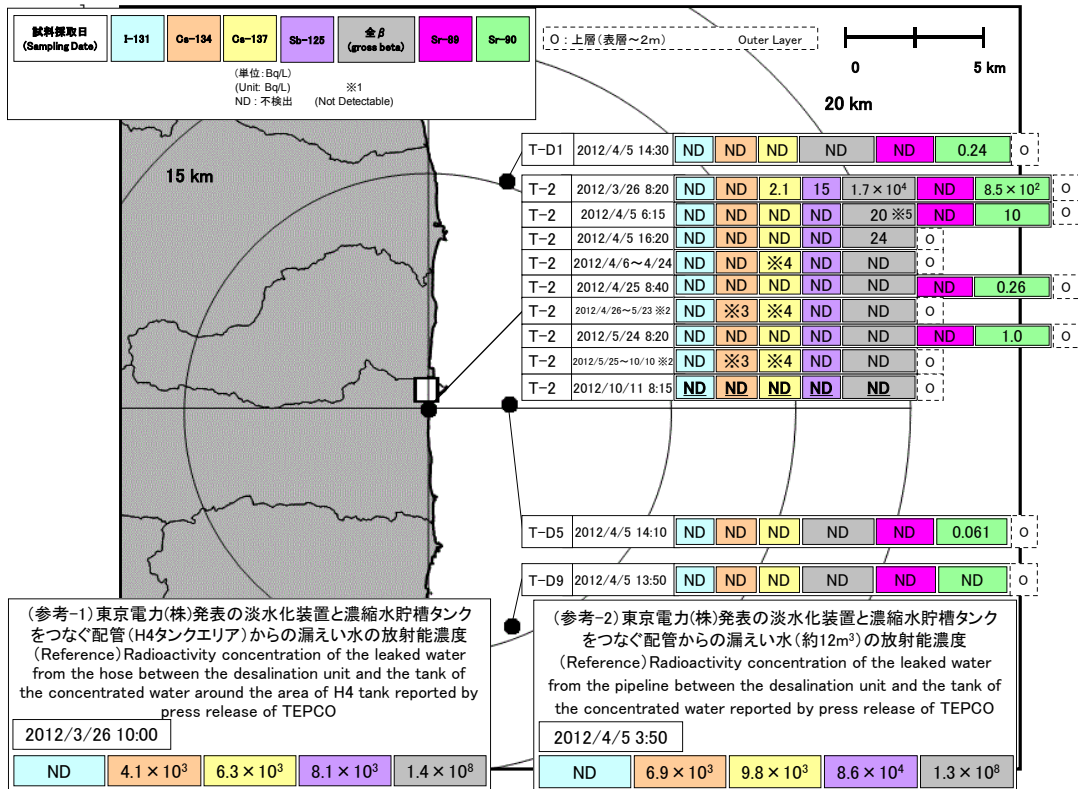 試料採取日
(Sampling Date)
I-131
Cs-134
Cs-137
Sb-125
全β
(gross beta)
Sr-89
Sr-90
(単位:Bq/L)
(Unit: Bq/L)
※1
ND:不検出 (Not Detectable)
O:上層(表層～2m) Outer Layer
0 5 km
20 km
15 km
T-D1 2012/4/5 14:30 ND ND ND ND ND 0.24 O
T-2 2012/3/26 8:20 ND ND 2.1 15 1.7×10⁴ ND 8.5×10² O
T-2 2012/4/5 6:15 ND ND ND ND 20 ※5 ND 10 O
T-2 2012/4/5 16:20 ND ND ND ND 24 O
T-2 2012/4/6～4/24 ND ND ※4 ND ND O
T-2 2012/4/25 8:40 ND ND ND ND ND ND 0.26 O
T-2 2012/4/26～5/23 ※2 ND ※3 ※4 ND ND O
T-2 2012/5/24 8:20 ND ND ND ND ND ND 1.0 O
T-2 2012/5/25～10/10 ※2 ND ※3 ※4 ND ND O
T-2 2012/10/11 8:15 ND ND ND ND ND O
T-D5 2012/4/5 14:10 ND ND ND ND ND 0.061 O
T-D9 2012/4/5 13:50 ND ND ND ND ND ND O
(参考-1)東京電力(株)発表の淡水化装置と濃縮水貯槽タンク
をつなぐ配管(H4タンクエリア)からの漏えい水の放射能濃度
(Reference)Radioactivity concentration of the leaked water
from the hose between the desalination unit and the tank of
the concentrated water around the area of H4 tank reported by
press release of TEPCO
2012/3/26 10:00
ND 4.1×10³ 6.3×10³ 8.1×10³ 1.4×10⁸
(参考-2)東京電力(株)発表の淡水化装置と濃縮水貯槽タンク
をつなぐ配管からの漏えい水(約12m³)の放射能濃度
(Reference)Radioactivity concentration of the leaked water
from the pipeline between the desalination unit and the tank of
the concentrated water reported by press release of TEPCO
2012/4/5 3:50
ND 6.9×10³ 9.8×10³ 8.6×10⁴ 1.3×10⁸